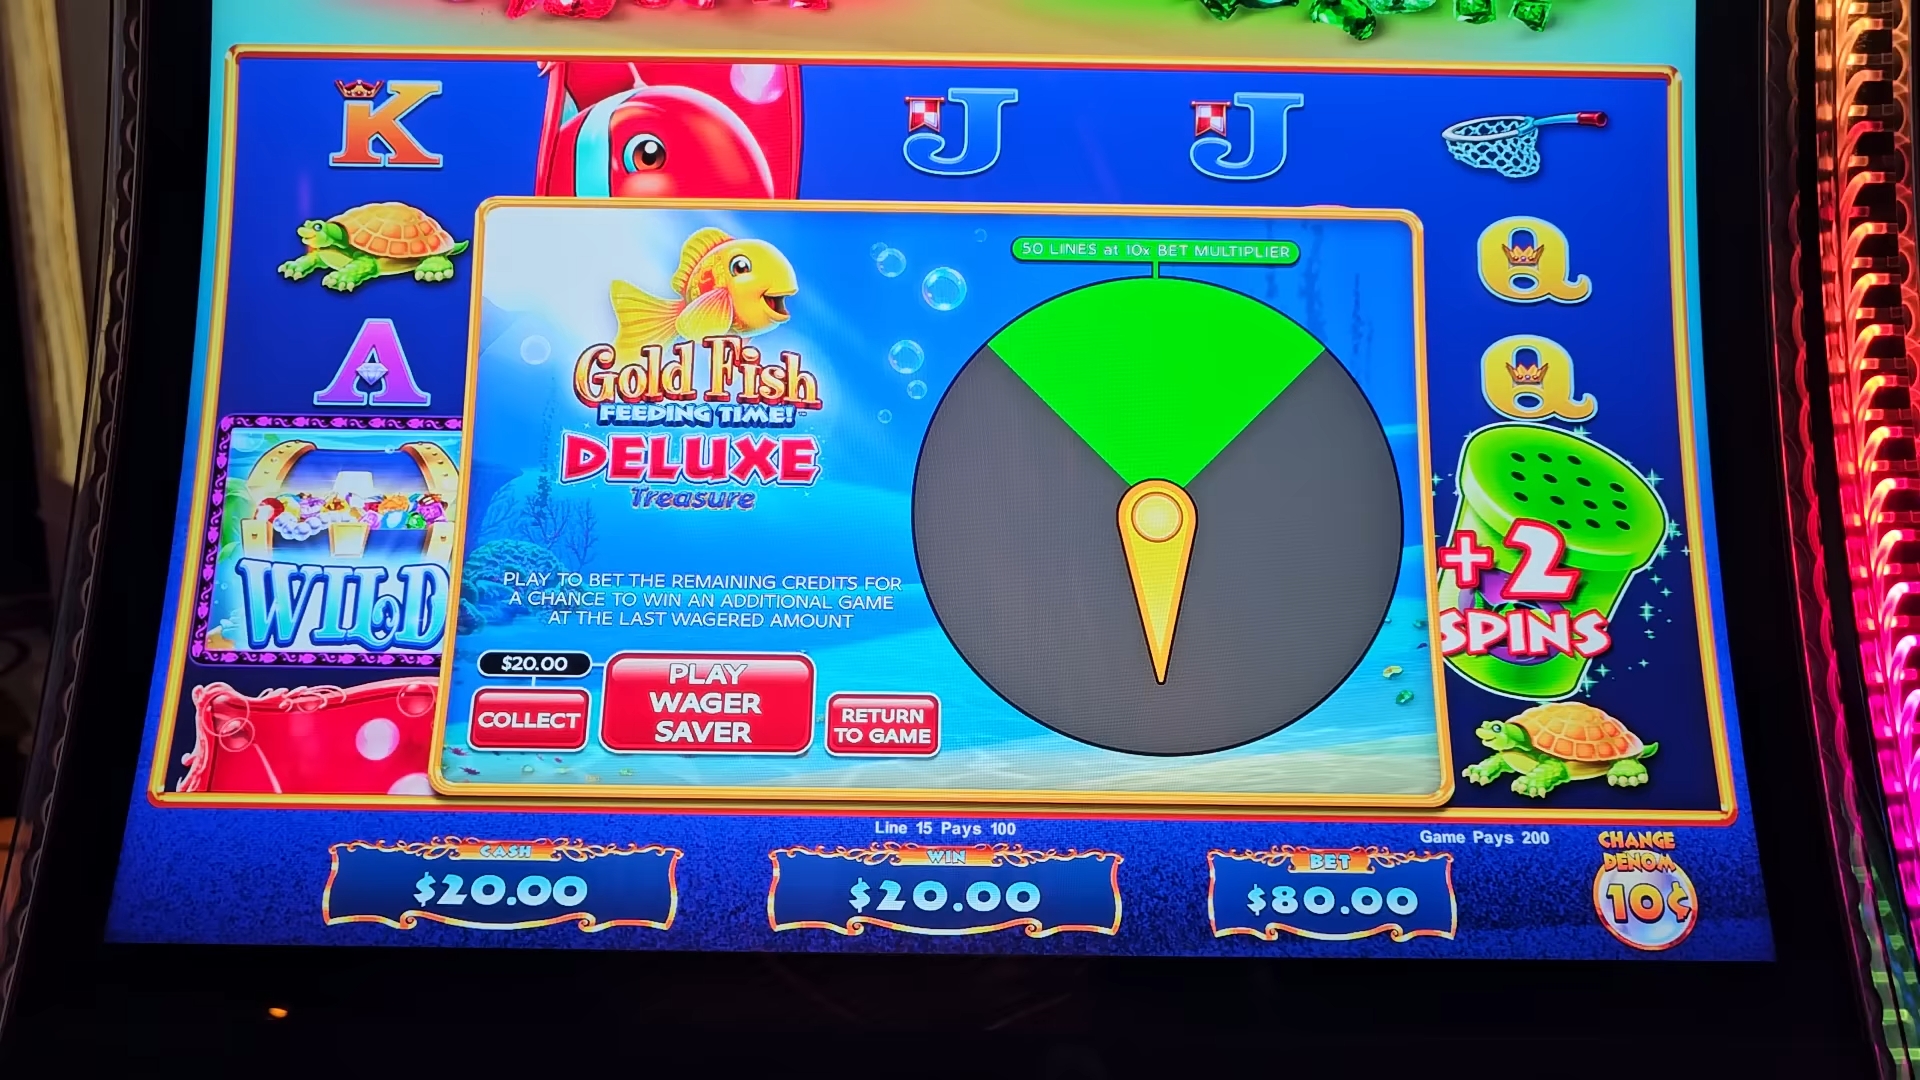 K
J
J
Q
A
Q
50 LINES at 10x BET MULTIPLIER
Gold Fish
FEEDING TIME!
DELUXE
Treasure
WILD
+2
SPINS
PLAY TO BET THE REMAINING CREDITS FOR
A CHANCE TO WIN AN ADDITIONAL GAME
AT THE LAST WAGERED AMOUNT
$20.00
COLLECT
PLAY
WAGER
SAVER
RETURN
TO GAME
Line 15 Pays 100
Game Pays 200
CASH
$20.00
WIN
$20.00
BET
$80.00
CHANGE
DENOM
10¢